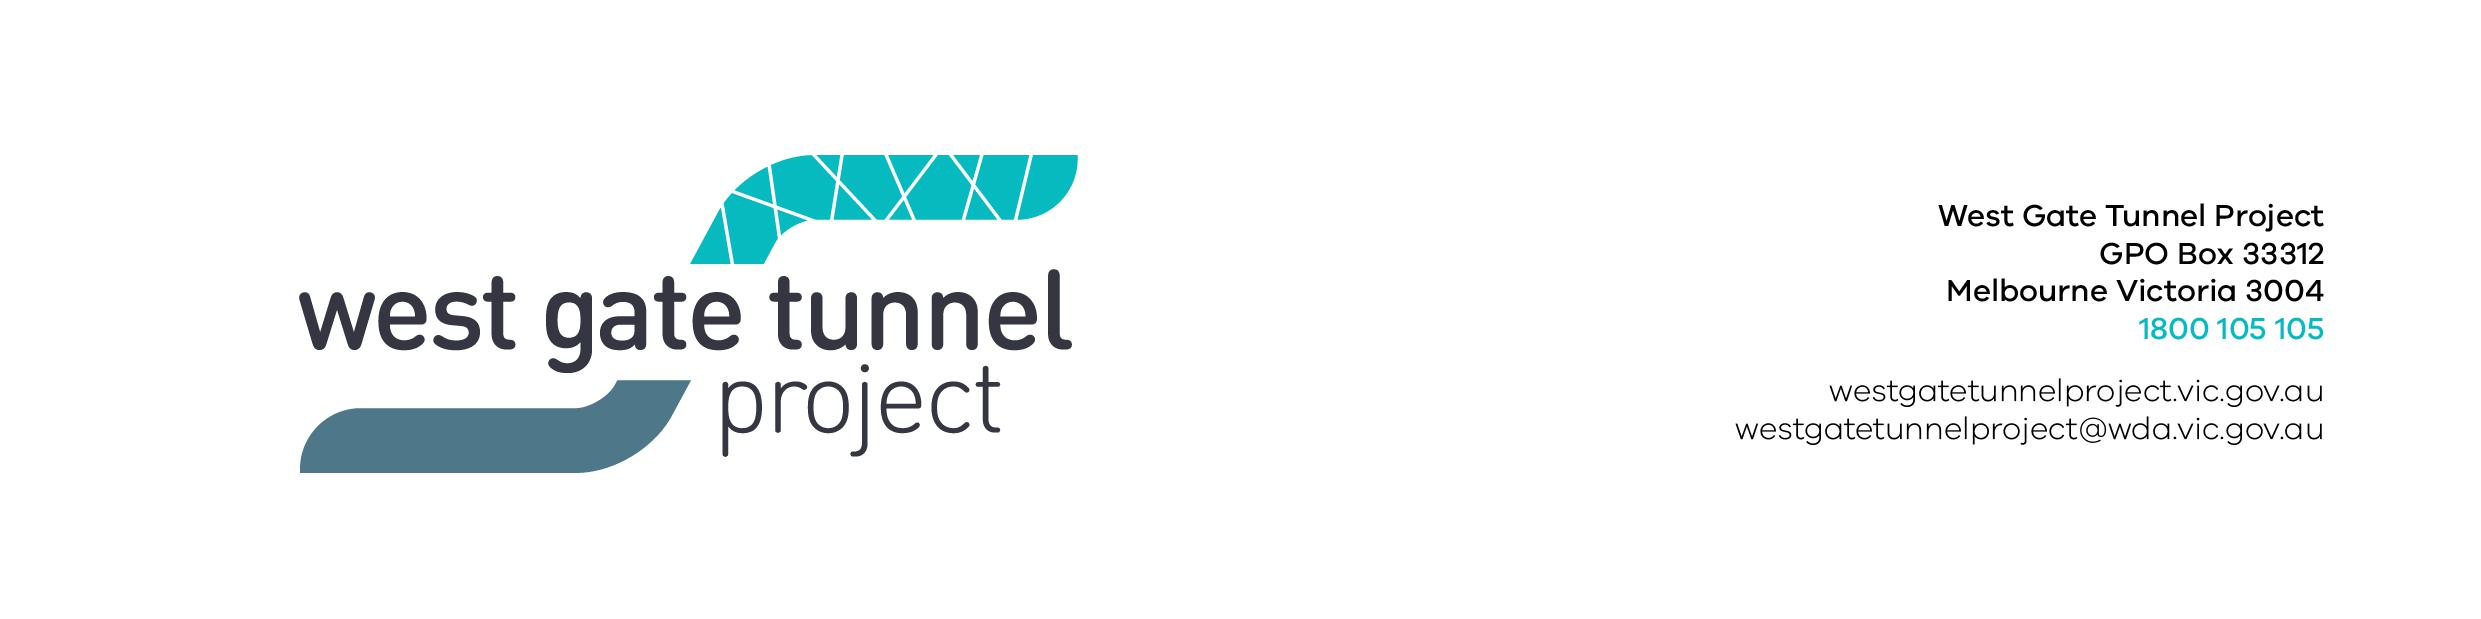 west gate tunnel
project
West Gate Tunnel Project
GPO Box 33312
Melbourne Victoria 3004
1800 105 105
westgatetunnelproject.vic.gov.au
westgatetunnelproject@wda.vic.gov.au